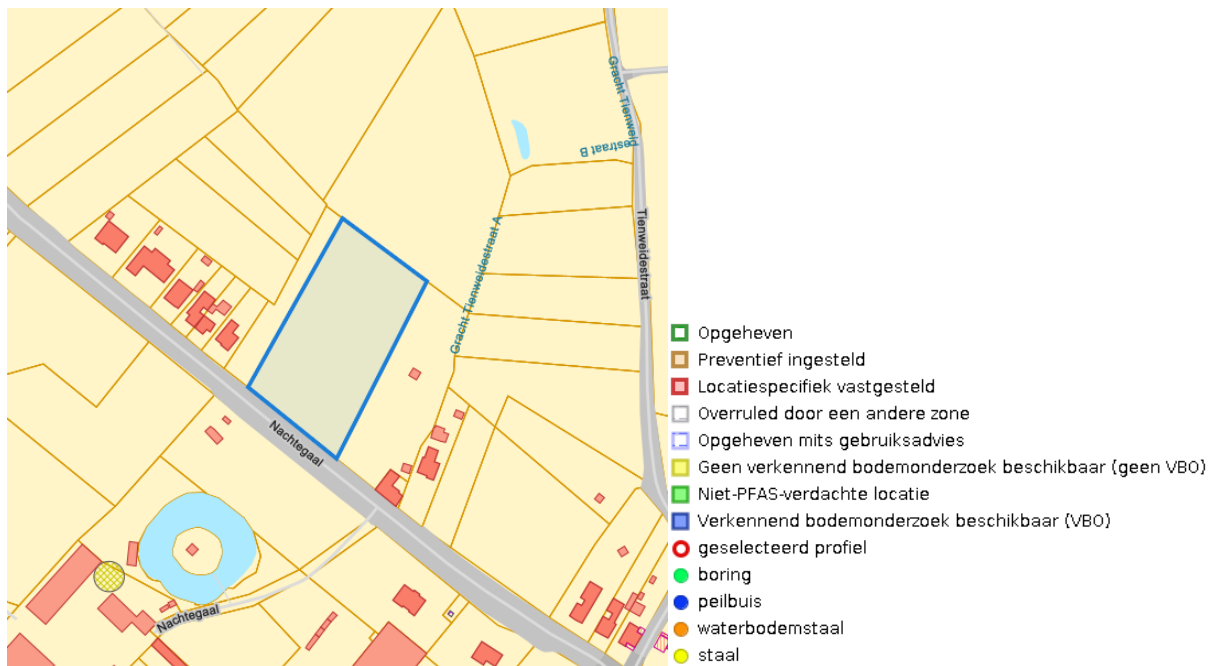 Gracht Tienwei
destraat B
Gracht Tienweidestraat A
Tienweidestraat
Nachtegaal
Nachtegaal
Opgeheven
Preventief ingesteld
Locatiespecifiek vastgesteld
Overruled door een andere zone
Opgeheven mits gebruiksadvies
Geen verkennend bodemonderzoek beschikbaar (geen VBO)
Niet-PFAS-verdachte locatie
Verkennend bodemonderzoek beschikbaar (VBO)
geselecteerd profiel
boring
peilbuis
waterbodemstaal
staal